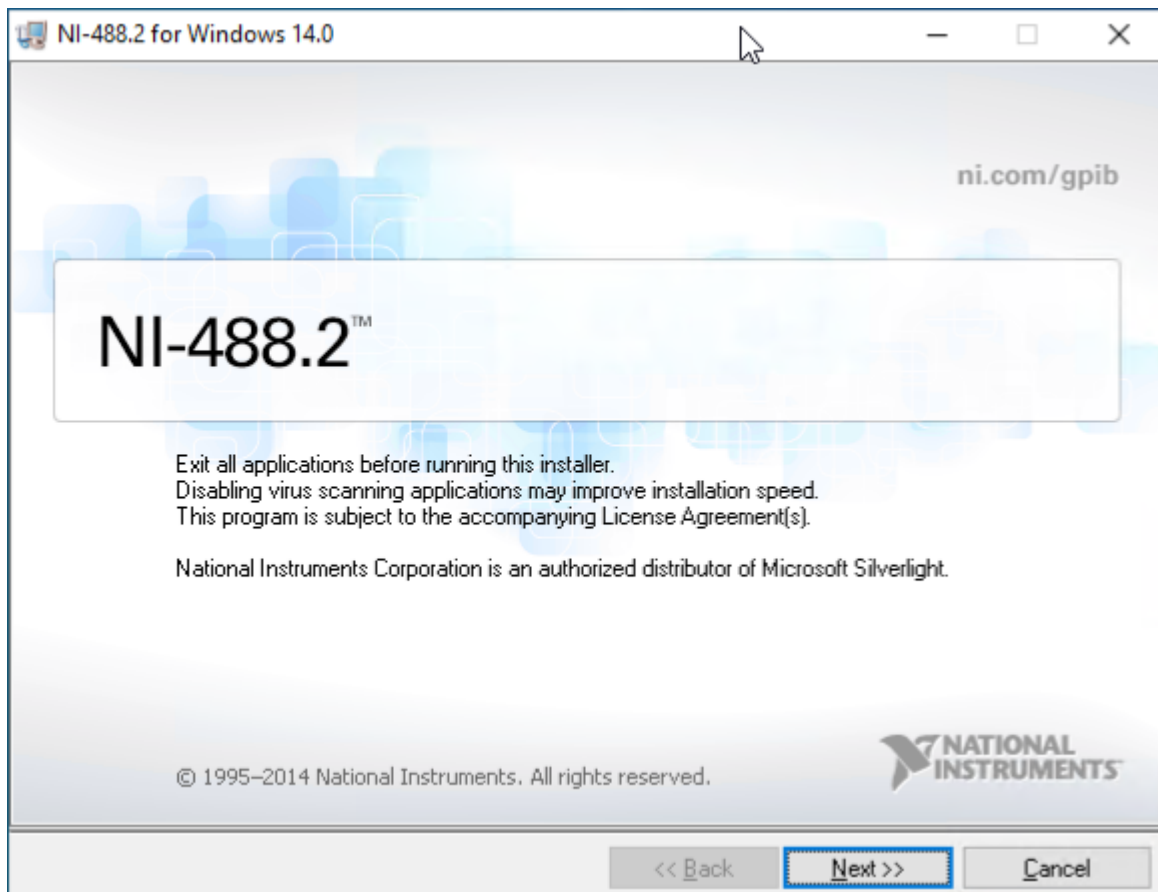 NI-488.2 for Windows 14.0
ni.com/gpib
NI-488.2™
Exit all applications before running this installer.
Disabling virus scanning applications may improve installation speed.
This program is subject to the accompanying License Agreement(s).
National Instruments Corporation is an authorized distributor of Microsoft Silverlight.
© 1995–2014 National Instruments. All rights reserved.
NATIONAL
INSTRUMENTS™
<< Back
Next >>
Cancel